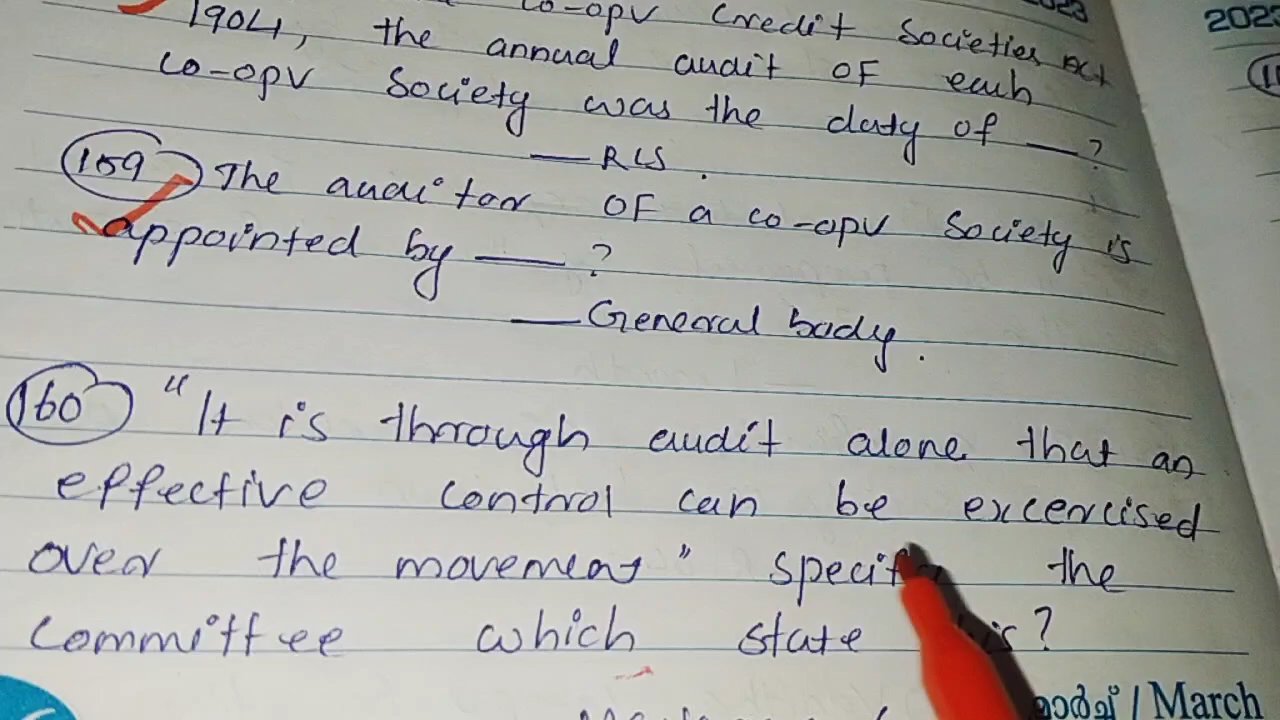 co-opv Credit Societies Act
1904, the annual audit OF each
co-opv Society was the duty of — ?
— RCS.
159 The auditor OF a co-opv Society is
appointed by — ?
— General body.
160 "It is through audit alone that an
effective control can be excercised
over the movement" the
committee which state ?
മാർച്ച് / March
2023
2023